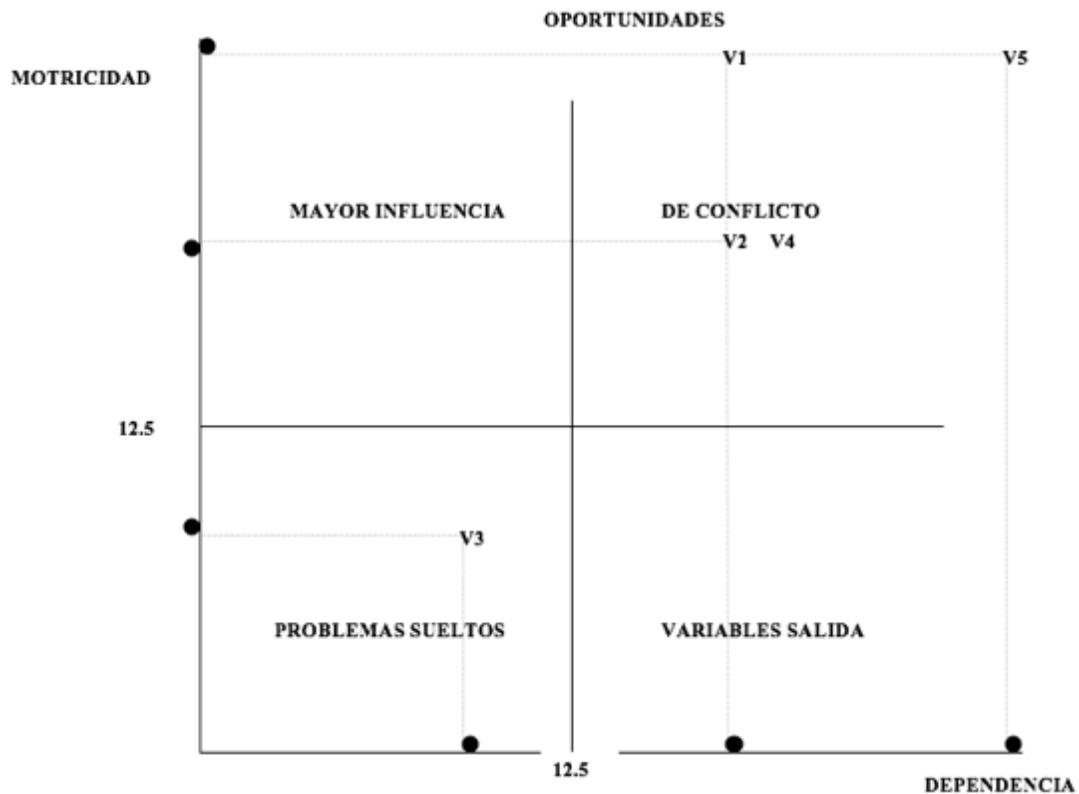 OPORTUNIDADES
MOTRICIDAD
V1 V5
MAYOR INFLUENCIA DE CONFLICTO
V2 V4
12.5
V3
PROBLEMAS SUELTOS VARIABLES SALIDA
12.5
DEPENDENCIA